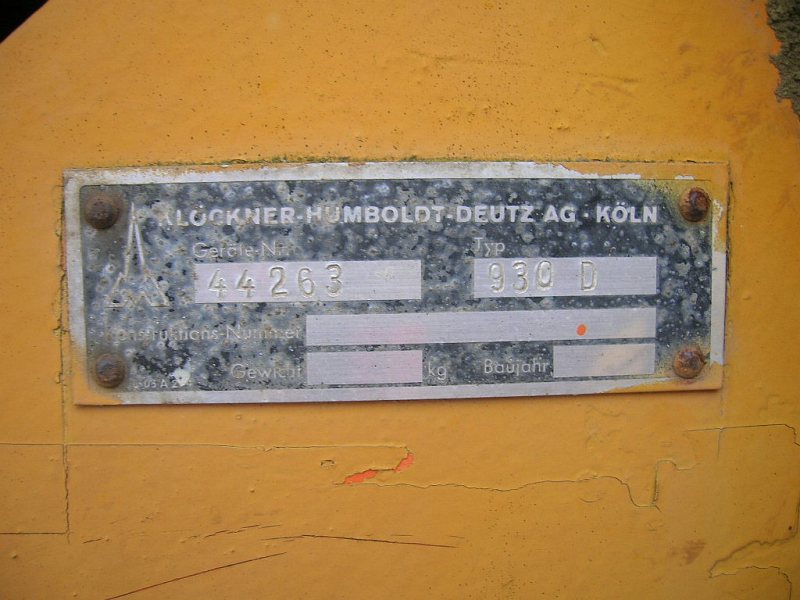 KLÖCKNER-HUMBOLDT-DEUTZ AG · KÖLN
Geräte-Nr. Typ
44263 930 D
Konstruktions-Nummer
Gewicht kg Baujahr